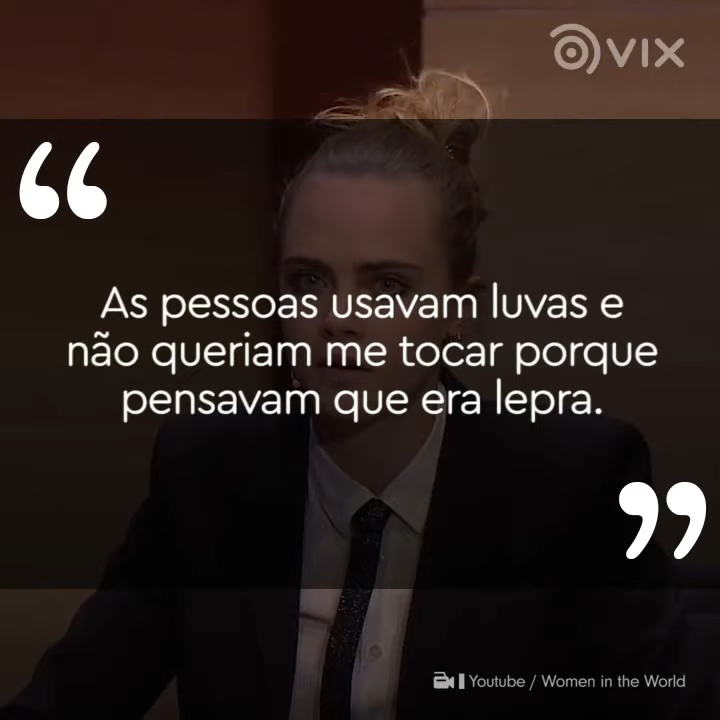 VIX
“
As pessoas usavam luvas e
não queriam me tocar porque
pensavam que era lepra.
”
Youtube / Women in the World